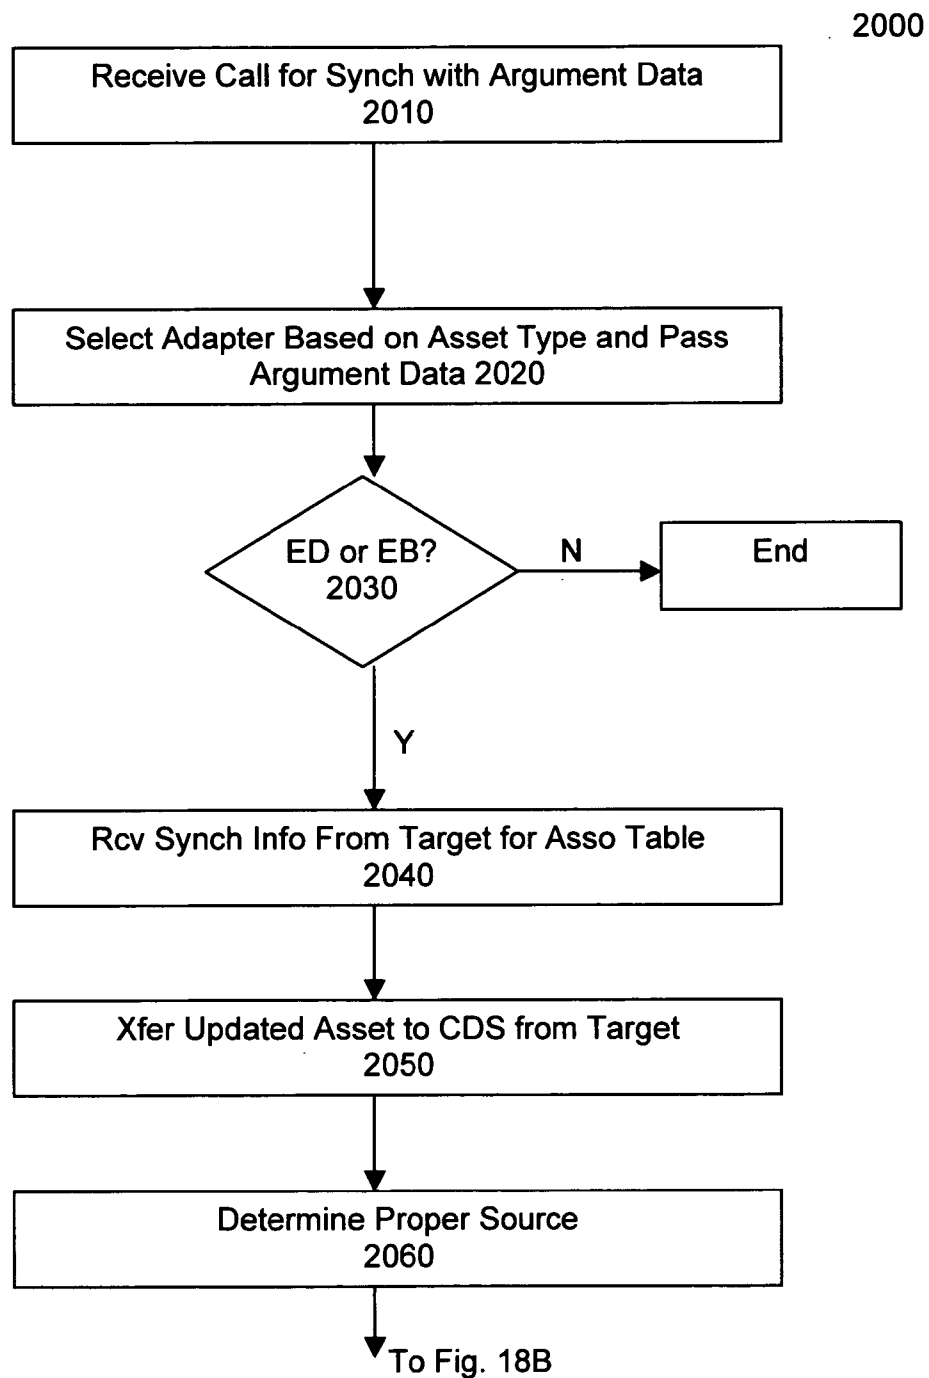 2000
Receive Call for Synch with Argument Data
2010
Select Adapter Based on Asset Type and Pass
Argument Data 2020
ED or EB?
2030
N
End
Y
Rcv Synch Info From Target for Asso Table
2040
Xfer Updated Asset to CDS from Target
2050
Determine Proper Source
2060
To Fig. 18B